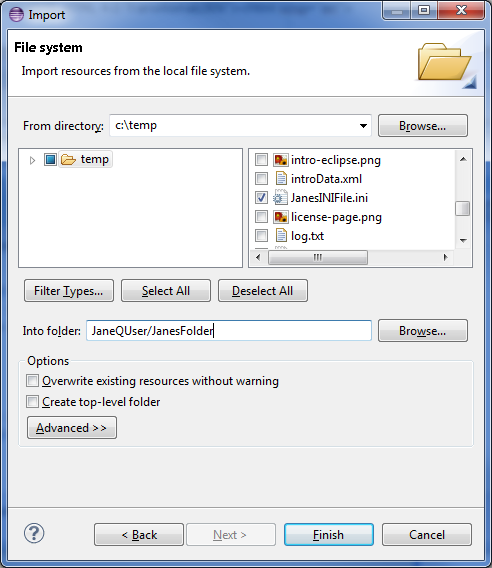 Import
File system
Import resources from the local file system.
From directory: c:\temp Browse...
temp
intro-eclipse.png
introData.xml
JanesINIFile.ini
license-page.png
log.txt
Filter Types... Select All Deselect All
Into folder: JaneQUser/JanesFolder Browse...
Options
Overwrite existing resources without warning
Create top-level folder
Advanced >>
? < Back Next > Finish Cancel